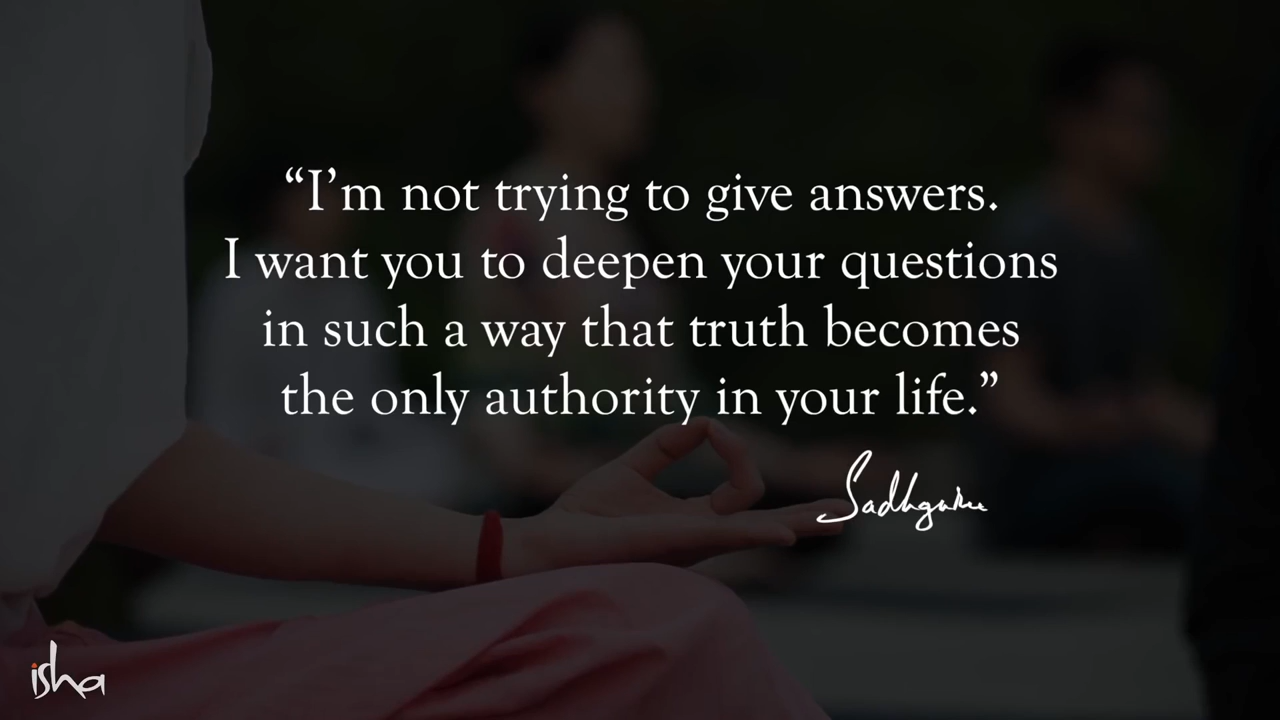 “I’m not trying to give answers.
I want you to deepen your questions
in such a way that truth becomes
the only authority in your life.”
Sadhguru
isha